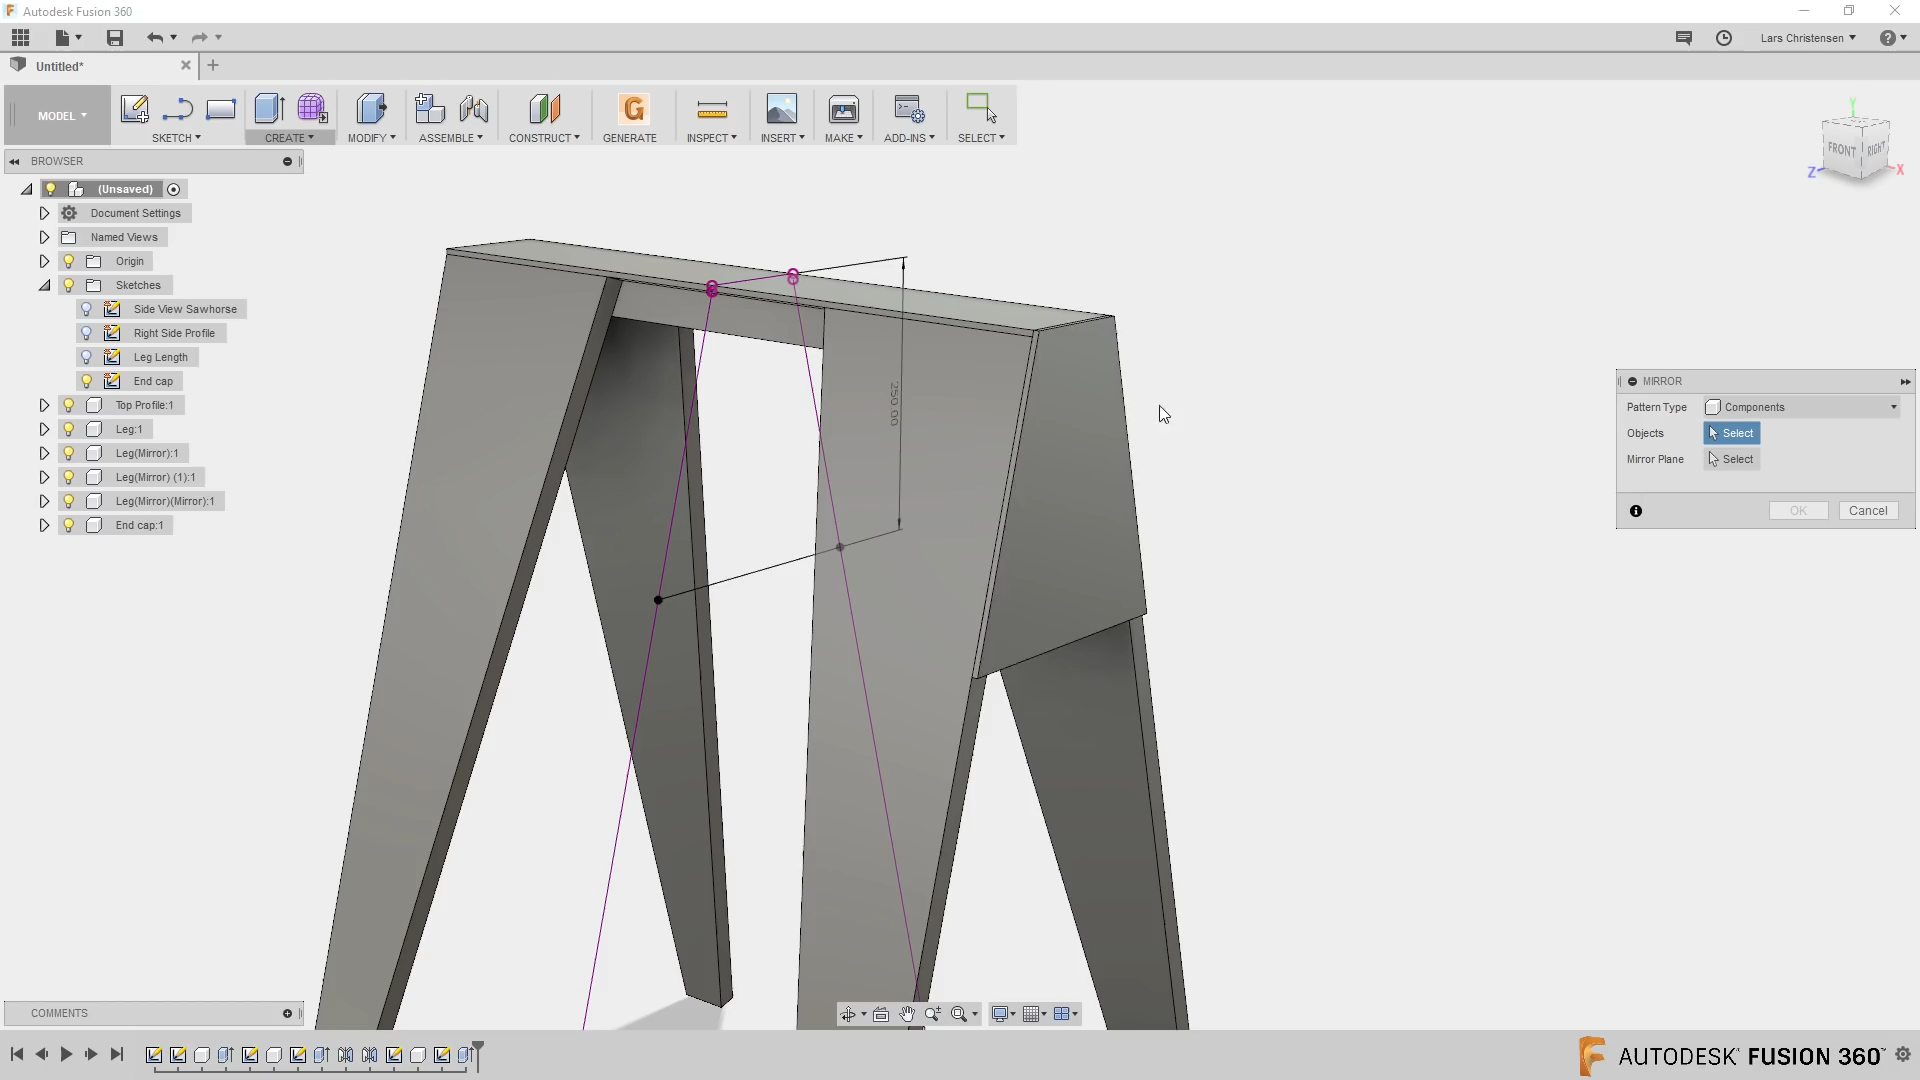 Autodesk Fusion 360
Lars Christensen
Untitled*
MODEL
SKETCH
CREATE
MODIFY
ASSEMBLE
CONSTRUCT
GENERATE
INSPECT
INSERT
MAKE
ADD-INS
SELECT
BROWSER
(Unsaved)
Document Settings
Named Views
Origin
Sketches
Side View Sawhorse
Right Side Profile
Leg Length
End cap
Top Profile:1
Leg:1
Leg(Mirror):1
Leg(Mirror) (1):1
Leg(Mirror)(Mirror):1
End cap:1
Y
FRONT
RIGHT
Z
X
250.00
MIRROR
Pattern Type
Components
Objects
Select
Mirror Plane
Select
OK
Cancel
COMMENTS
AUTODESK® FUSION 360™